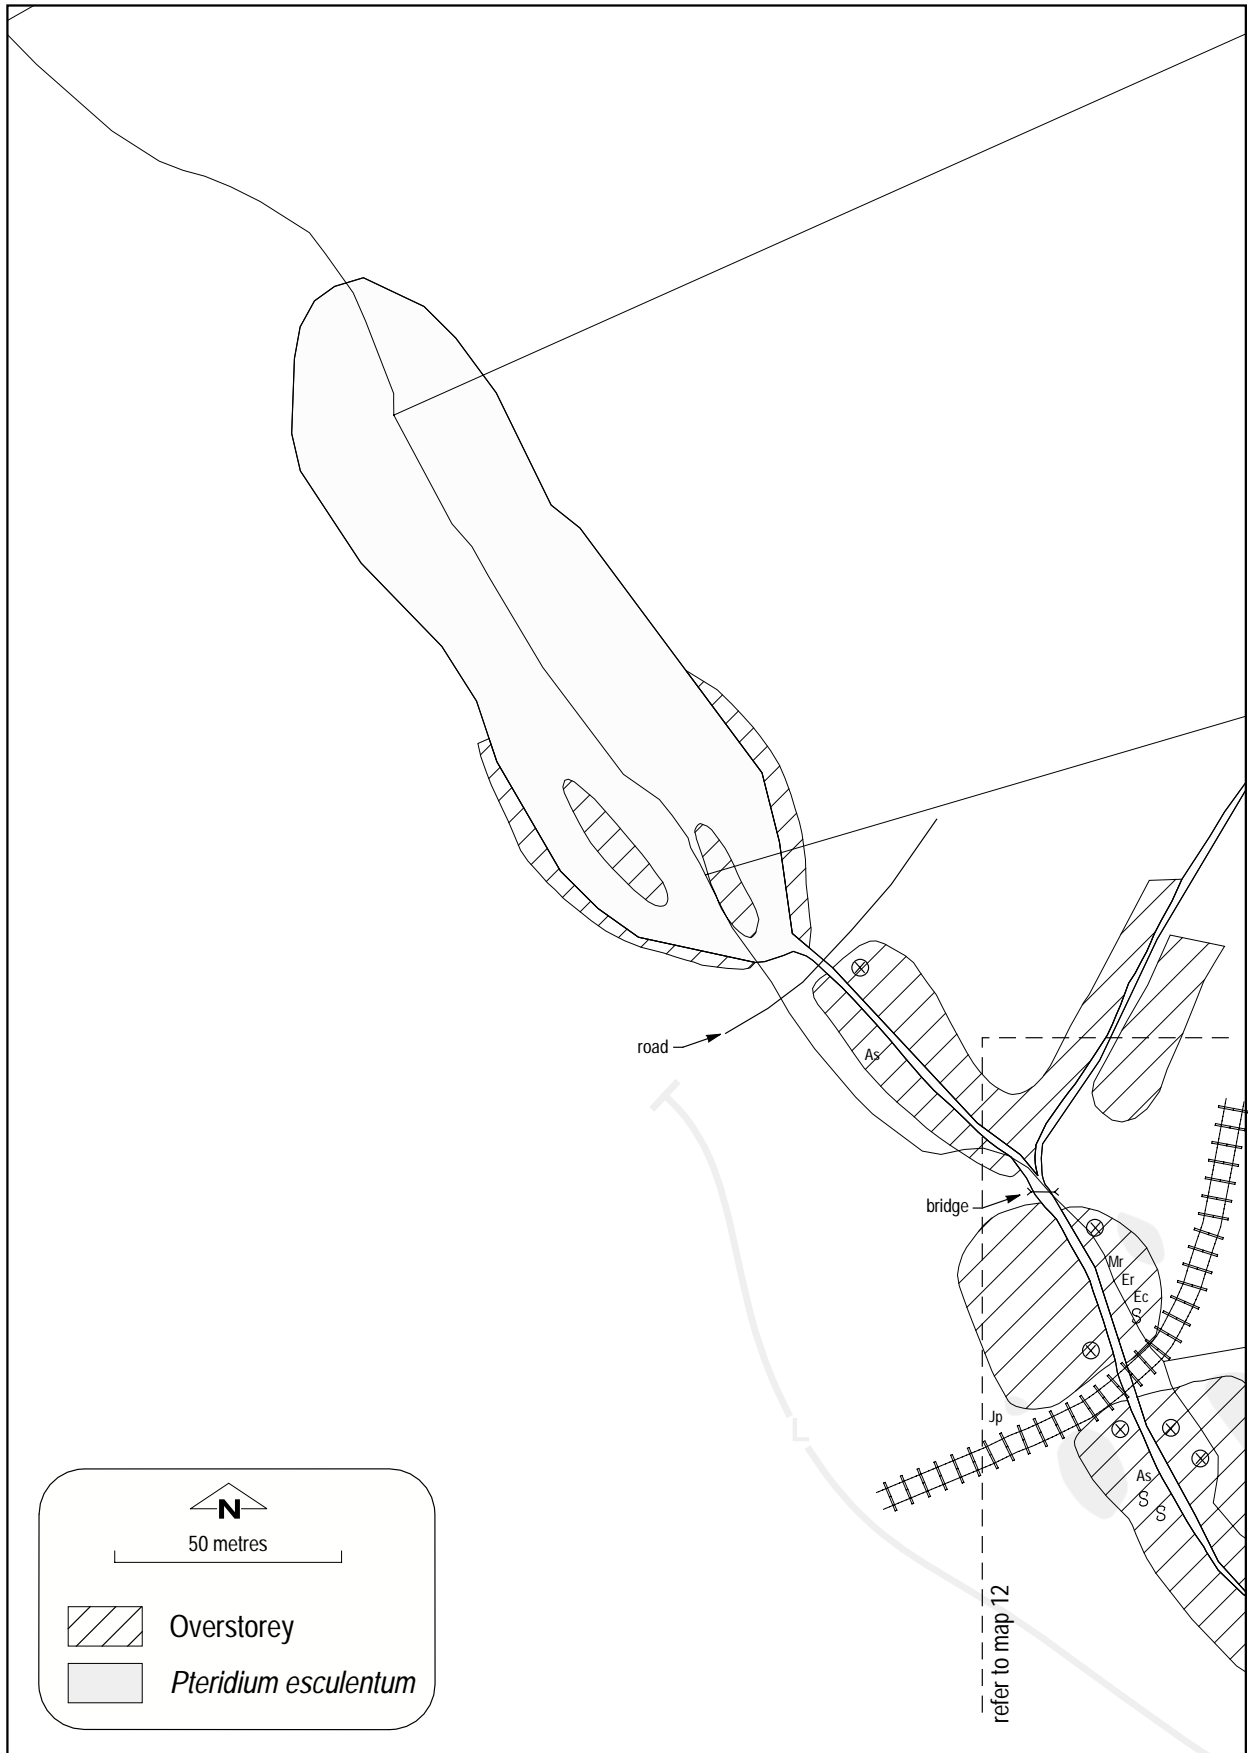 road
As
bridge
Mr
Er
Ec
S
Jp
L
As
S
S
N
50 metres
Overstorey
Pteridium esculentum
refer to map 12